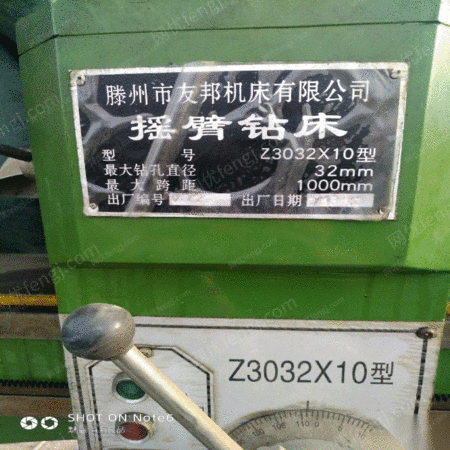 滕州市友邦机床有限公司
摇臂钻床
型 号 Z3032X10型
最大钻孔直径 32mm
最大跨距 1000mm
出厂编号 出厂日期
Z3032X10型
SHOT ON Note6